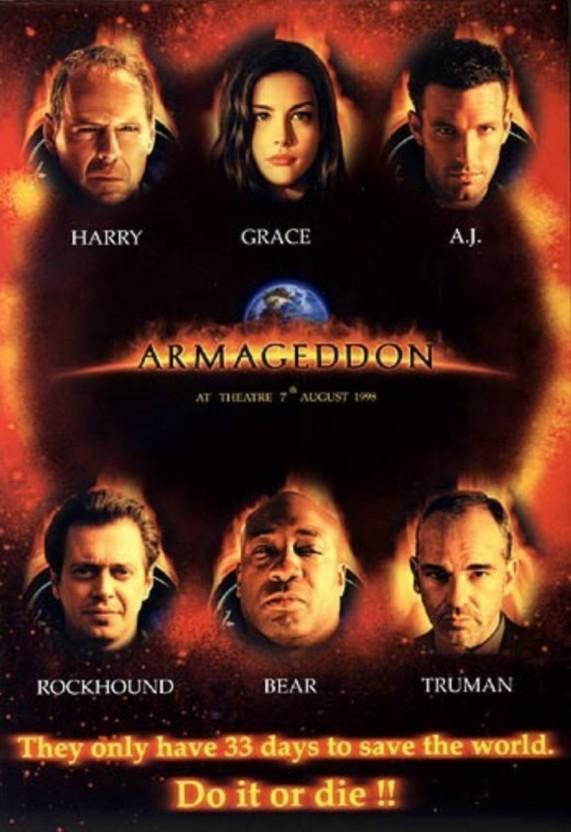 HARRY
GRACE
A.J.
ARMAGEDDON
AT THEATRE 7th AUGUST 1998
ROCKHOUND
BEAR
TRUMAN
They only have 33 days to save the world.
Do it or die !!